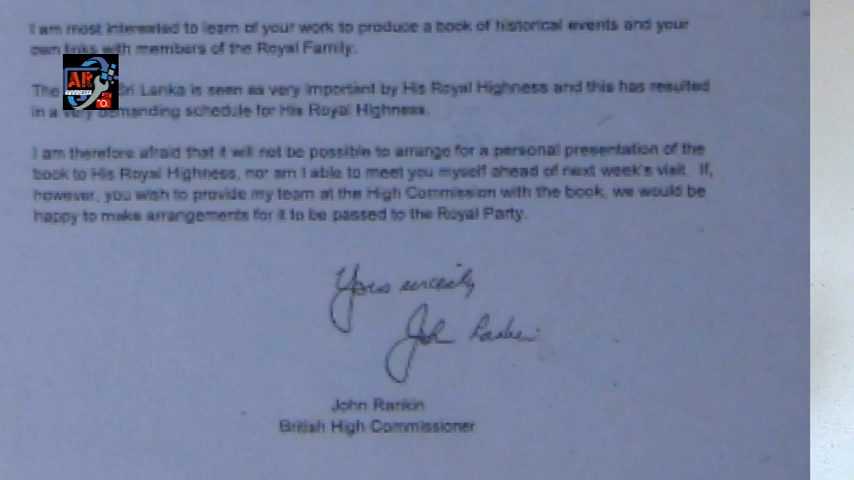 I am most interested to learn of your work to produce a book of historical events and your
own links with members of the Royal Family.
The Sri Lanka is seen as very important by His Royal Highness and this has resulted
in a very demanding schedule for His Royal Highness.
I am therefore afraid that it will not be possible to arrange for a personal presentation of the
book to His Royal Highness, nor am I able to meet you myself ahead of next week's visit. If,
however, you wish to provide my team at the High Commission with the book, we would be
happy to make arrangements for it to be passed to the Royal Party.
Yours sincerely
John Rankin
John Rankin
British High Commissioner
AR